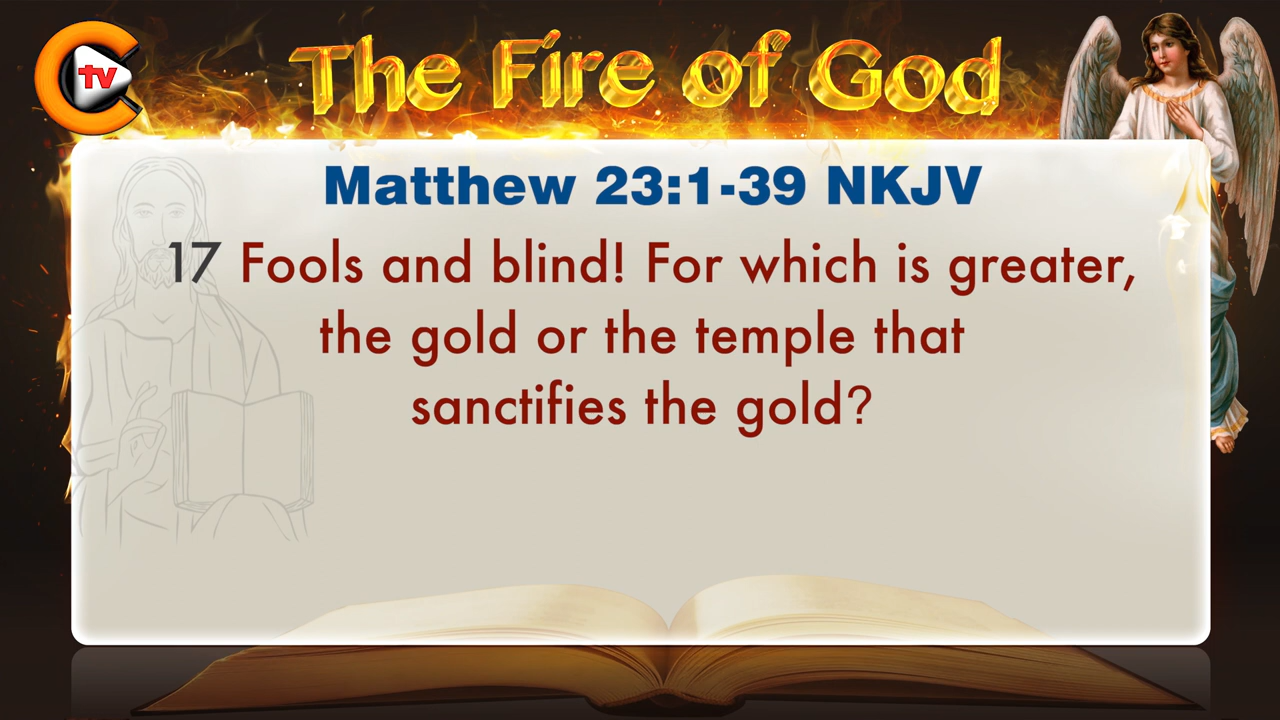 tv
The Fire of God
Matthew 23:1-39 NKJV
17 Fools and blind! For which is greater,
the gold or the temple that
sanctifies the gold?